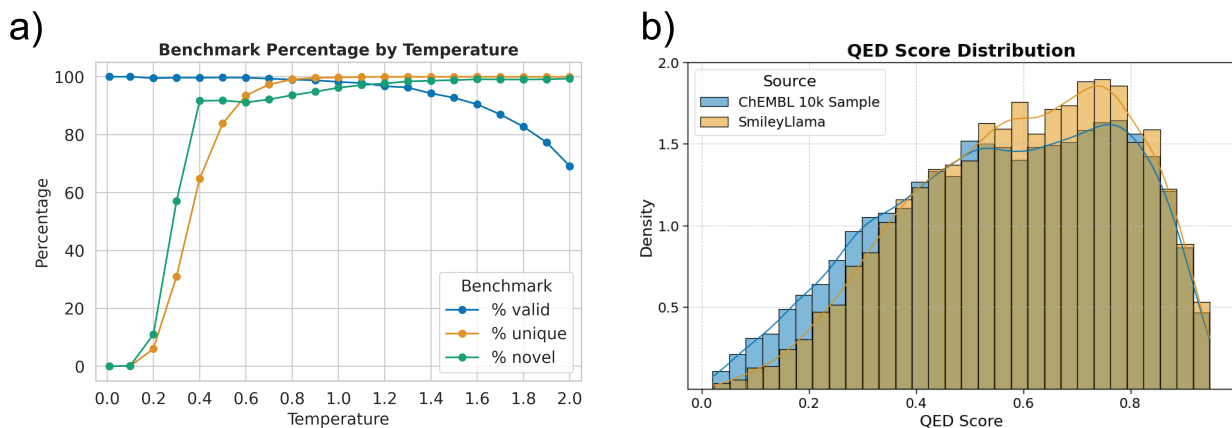 a)
Benchmark Percentage by Temperature
100
80
60
40
20
0
Percentage
Benchmark
% valid
% unique
% novel
0.0 0.2 0.4 0.6 0.8 1.0 1.2 1.4 1.6 1.8 2.0
Temperature
b)
QED Score Distribution
2.0
1.5
1.0
0.5
Density
Source
ChEMBL 10k Sample
SmileyLlama
0.0 0.2 0.4 0.6 0.8
QED Score